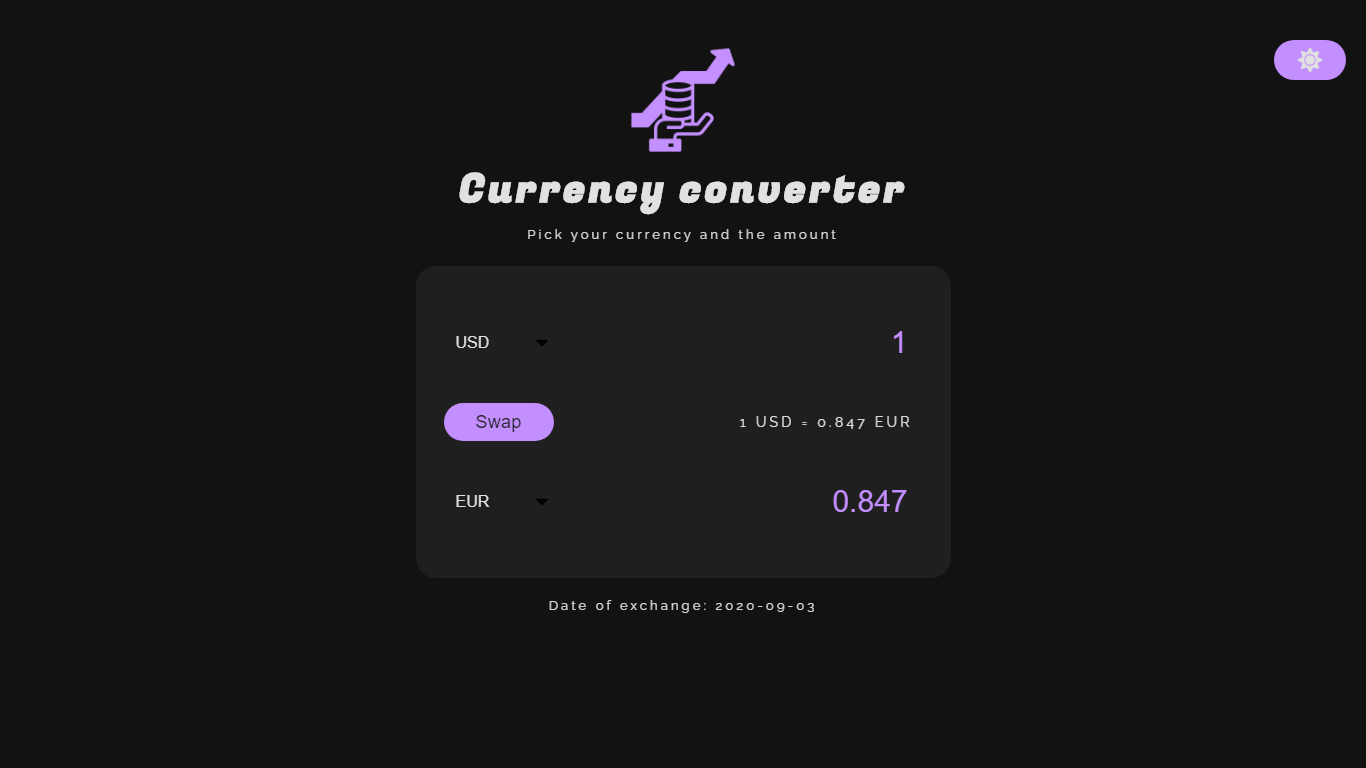 Currency converter
Pick your currency and the amount
USD
1
Swap
1 USD = 0.847 EUR
EUR
0.847
Date of exchange: 2020-09-03